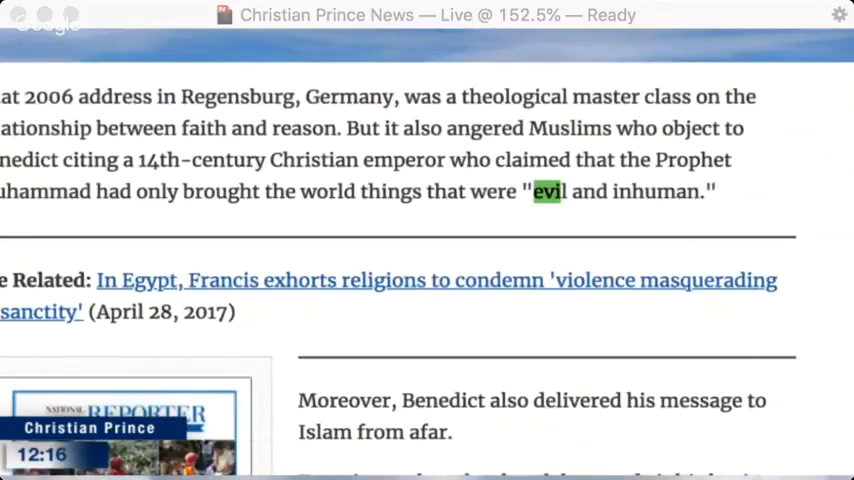 Christian Prince News — Live @ 152.5% — Ready
Google
at 2006 address in Regensburg, Germany, was a theological master class on the
ationship between faith and reason. But it also angered Muslims who object to
nedict citing a 14th-century Christian emperor who claimed that the Prophet
uhammad had only brought the world things that were "evil and inhuman."
e Related: In Egypt, Francis exhorts religions to condemn 'violence masquerading
sanctity' (April 28, 2017)
Moreover, Benedict also delivered his message to
Islam from afar.
NATIONAL REPORTER
Christian Prince
12:16